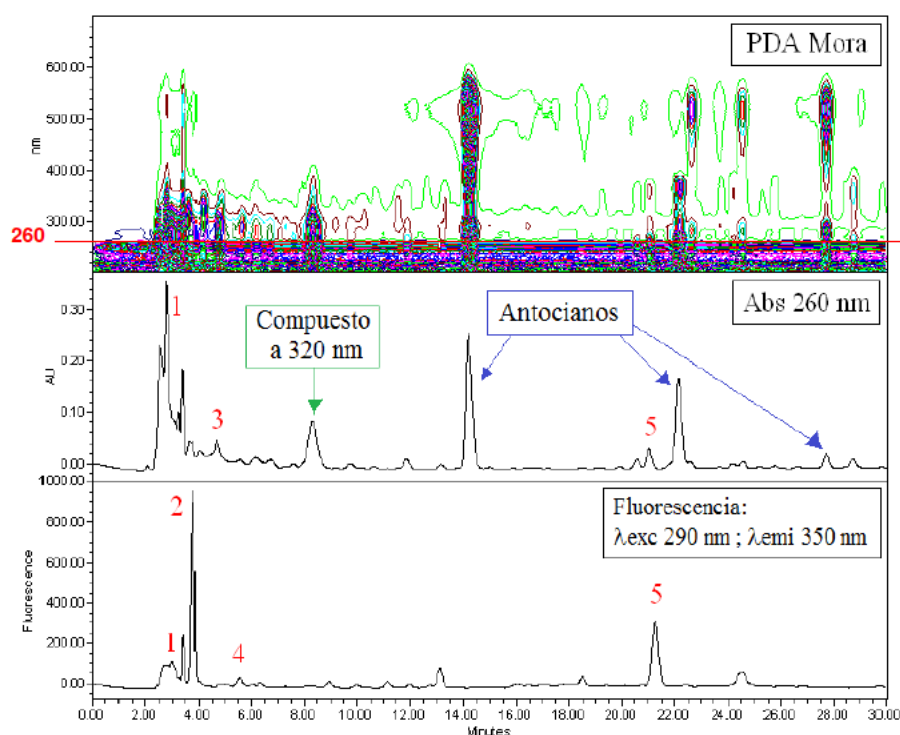 PDA Mora
600.00
500.00
nm
400.00
300.00
260
Abs 260 nm
1
Compuesto
a 320 nm
Antocianos
0.30
0.20
AU
0.10
3
5
0.00
1000.00
Fluorescencia:
λexc 290 nm ; λemi 350 nm
2
800.00
600.00
Fluorescence
400.00
5
200.00
1
4
0.00
0.00 2.00 4.00 6.00 8.00 10.00 12.00 14.00 16.00 18.00 20.00 22.00 24.00 26.00 28.00 30.00
Minutes